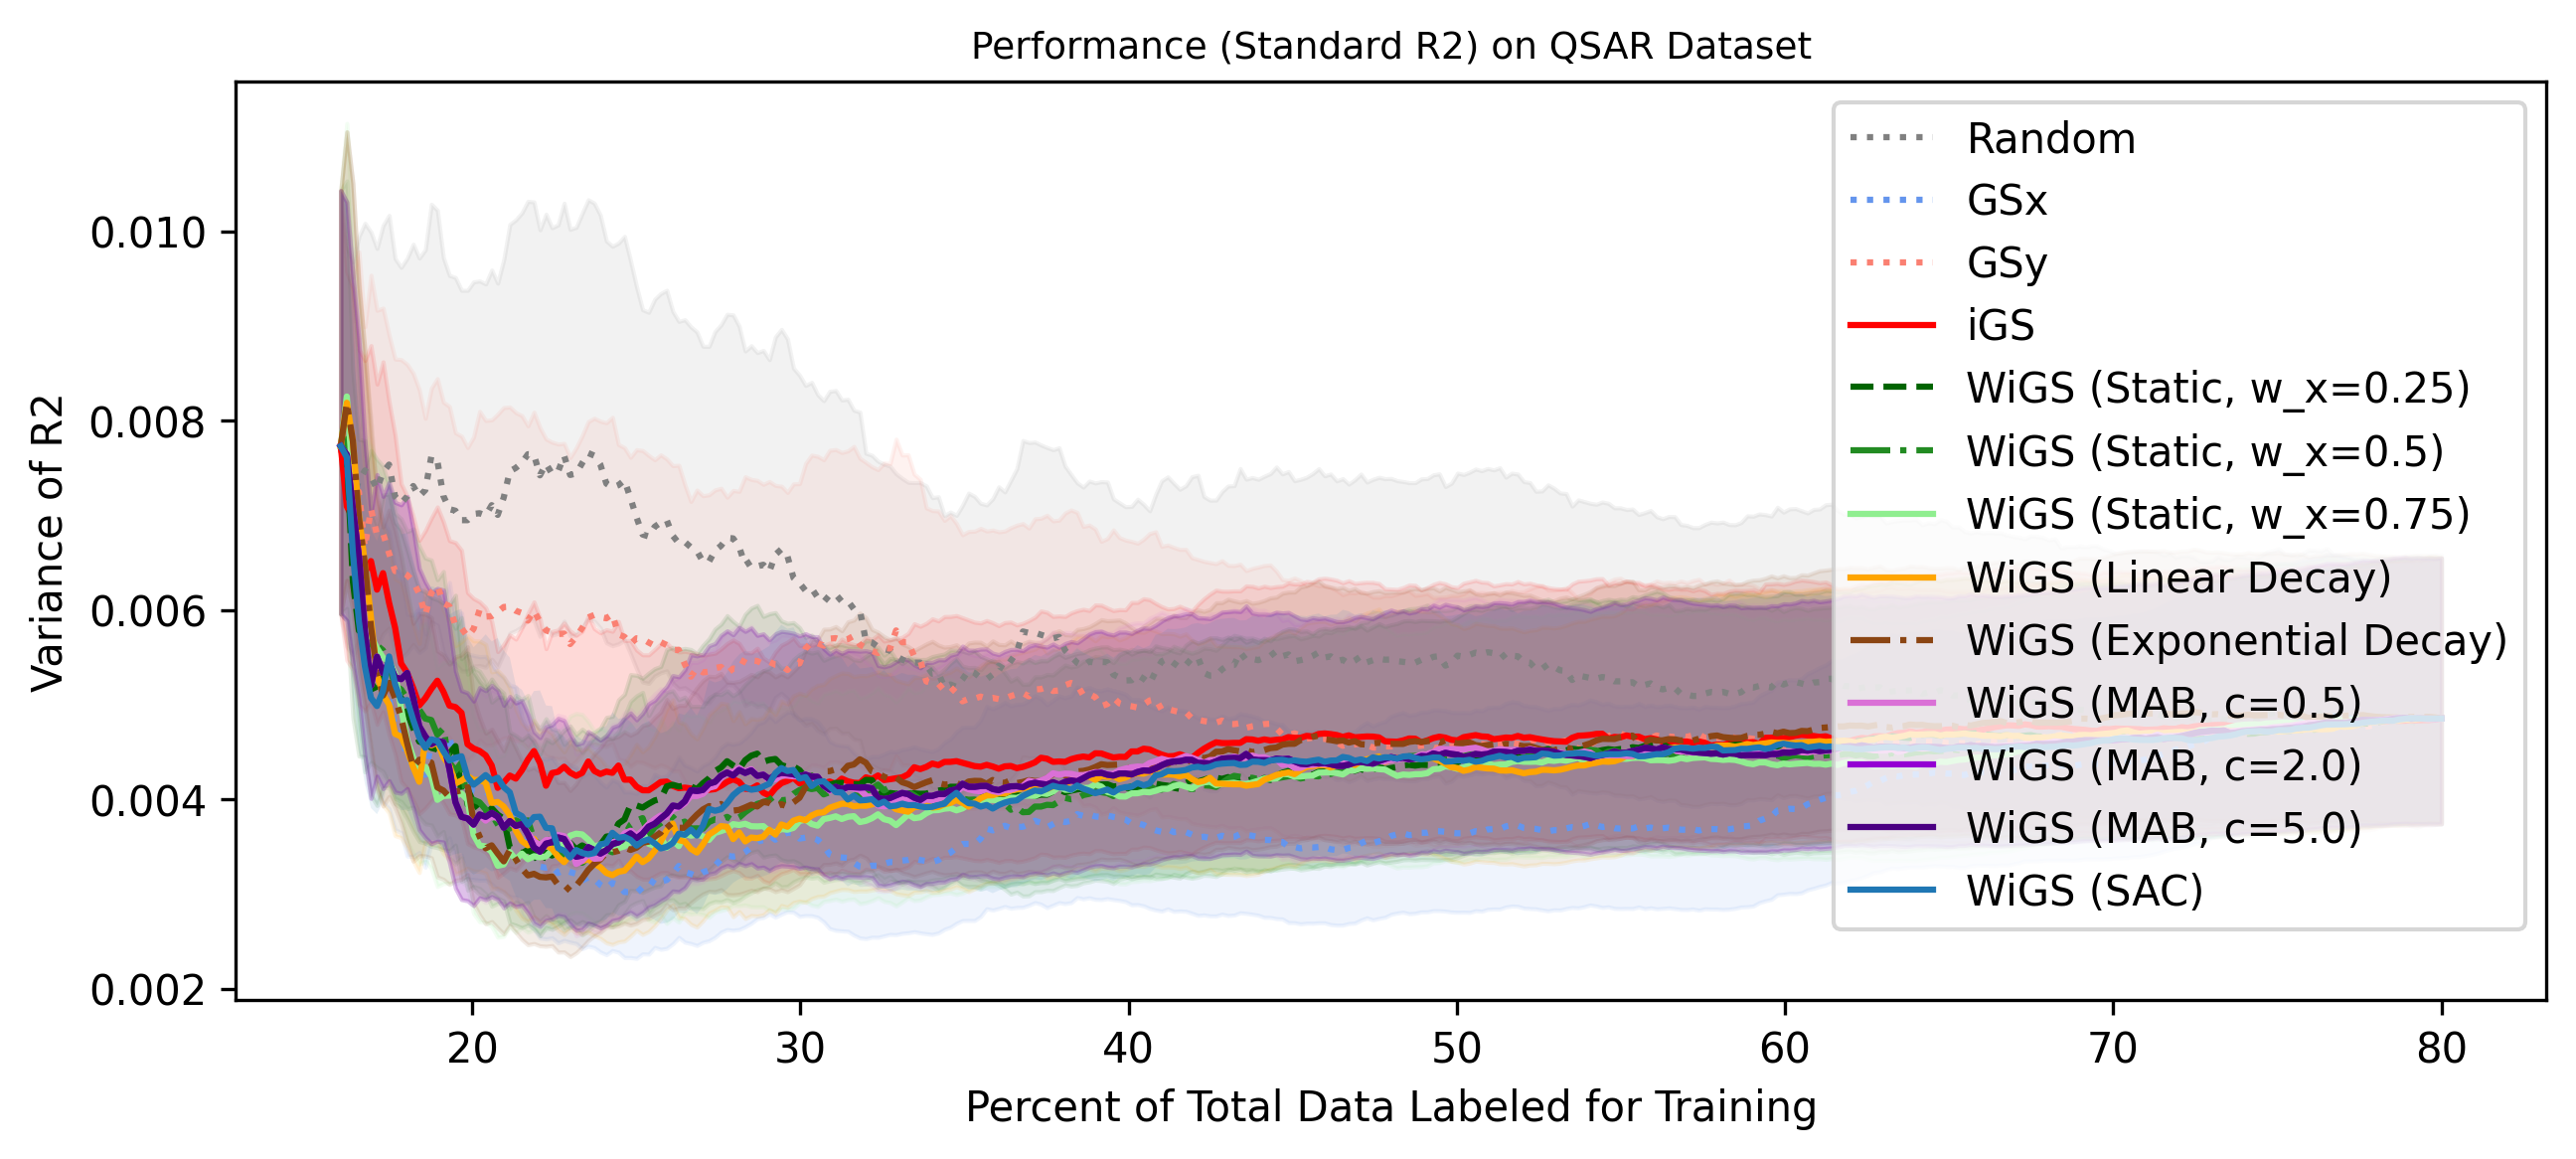 Performance (Standard R2) on QSAR Dataset
Variance of R2
0.010
0.008
0.006
0.004
0.002
20 30 40 50 60 70 80
Percent of Total Data Labeled for Training
Random
GSx
GSy
iGS
WiGS (Static, w_x=0.25)
WiGS (Static, w_x=0.5)
WiGS (Static, w_x=0.75)
WiGS (Linear Decay)
WiGS (Exponential Decay)
WiGS (MAB, c=0.5)
WiGS (MAB, c=2.0)
WiGS (MAB, c=5.0)
WiGS (SAC)